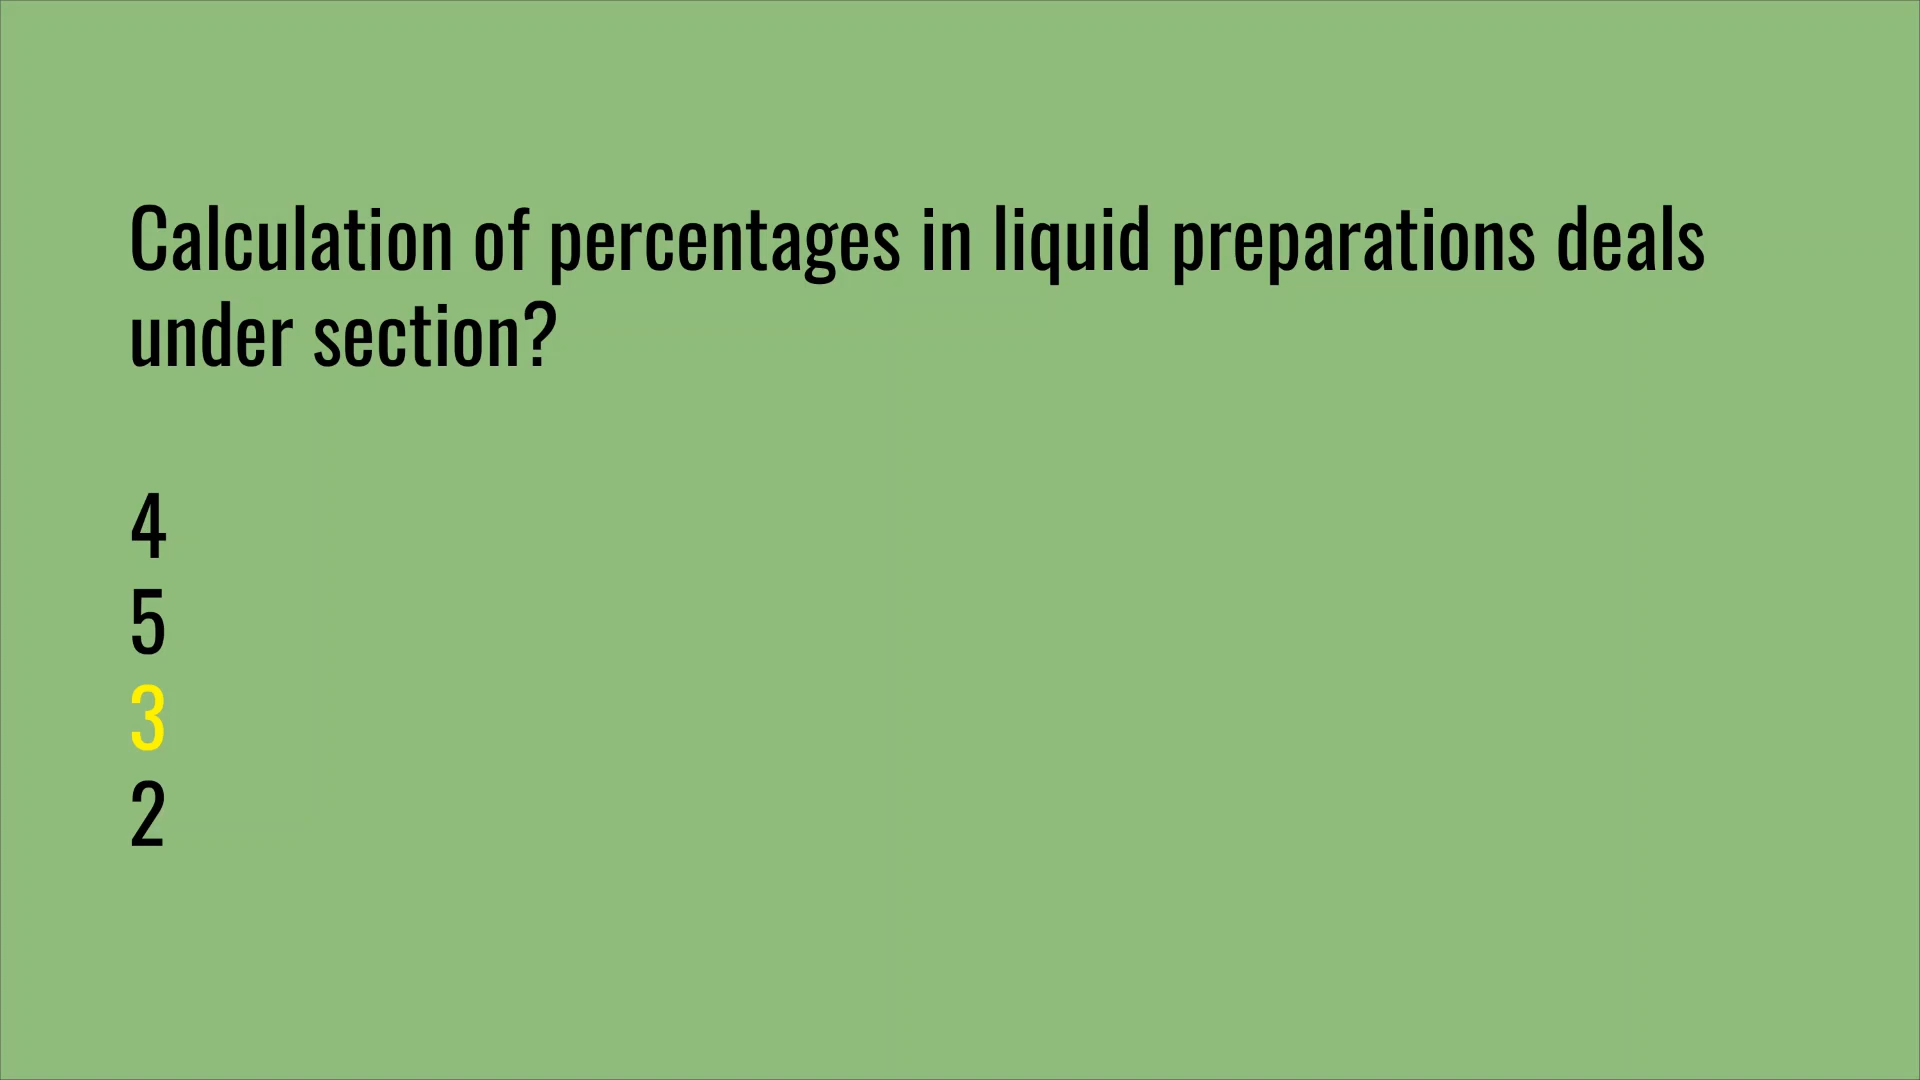 Calculation of percentages in liquid preparations deals
under section?
4
5
3
2